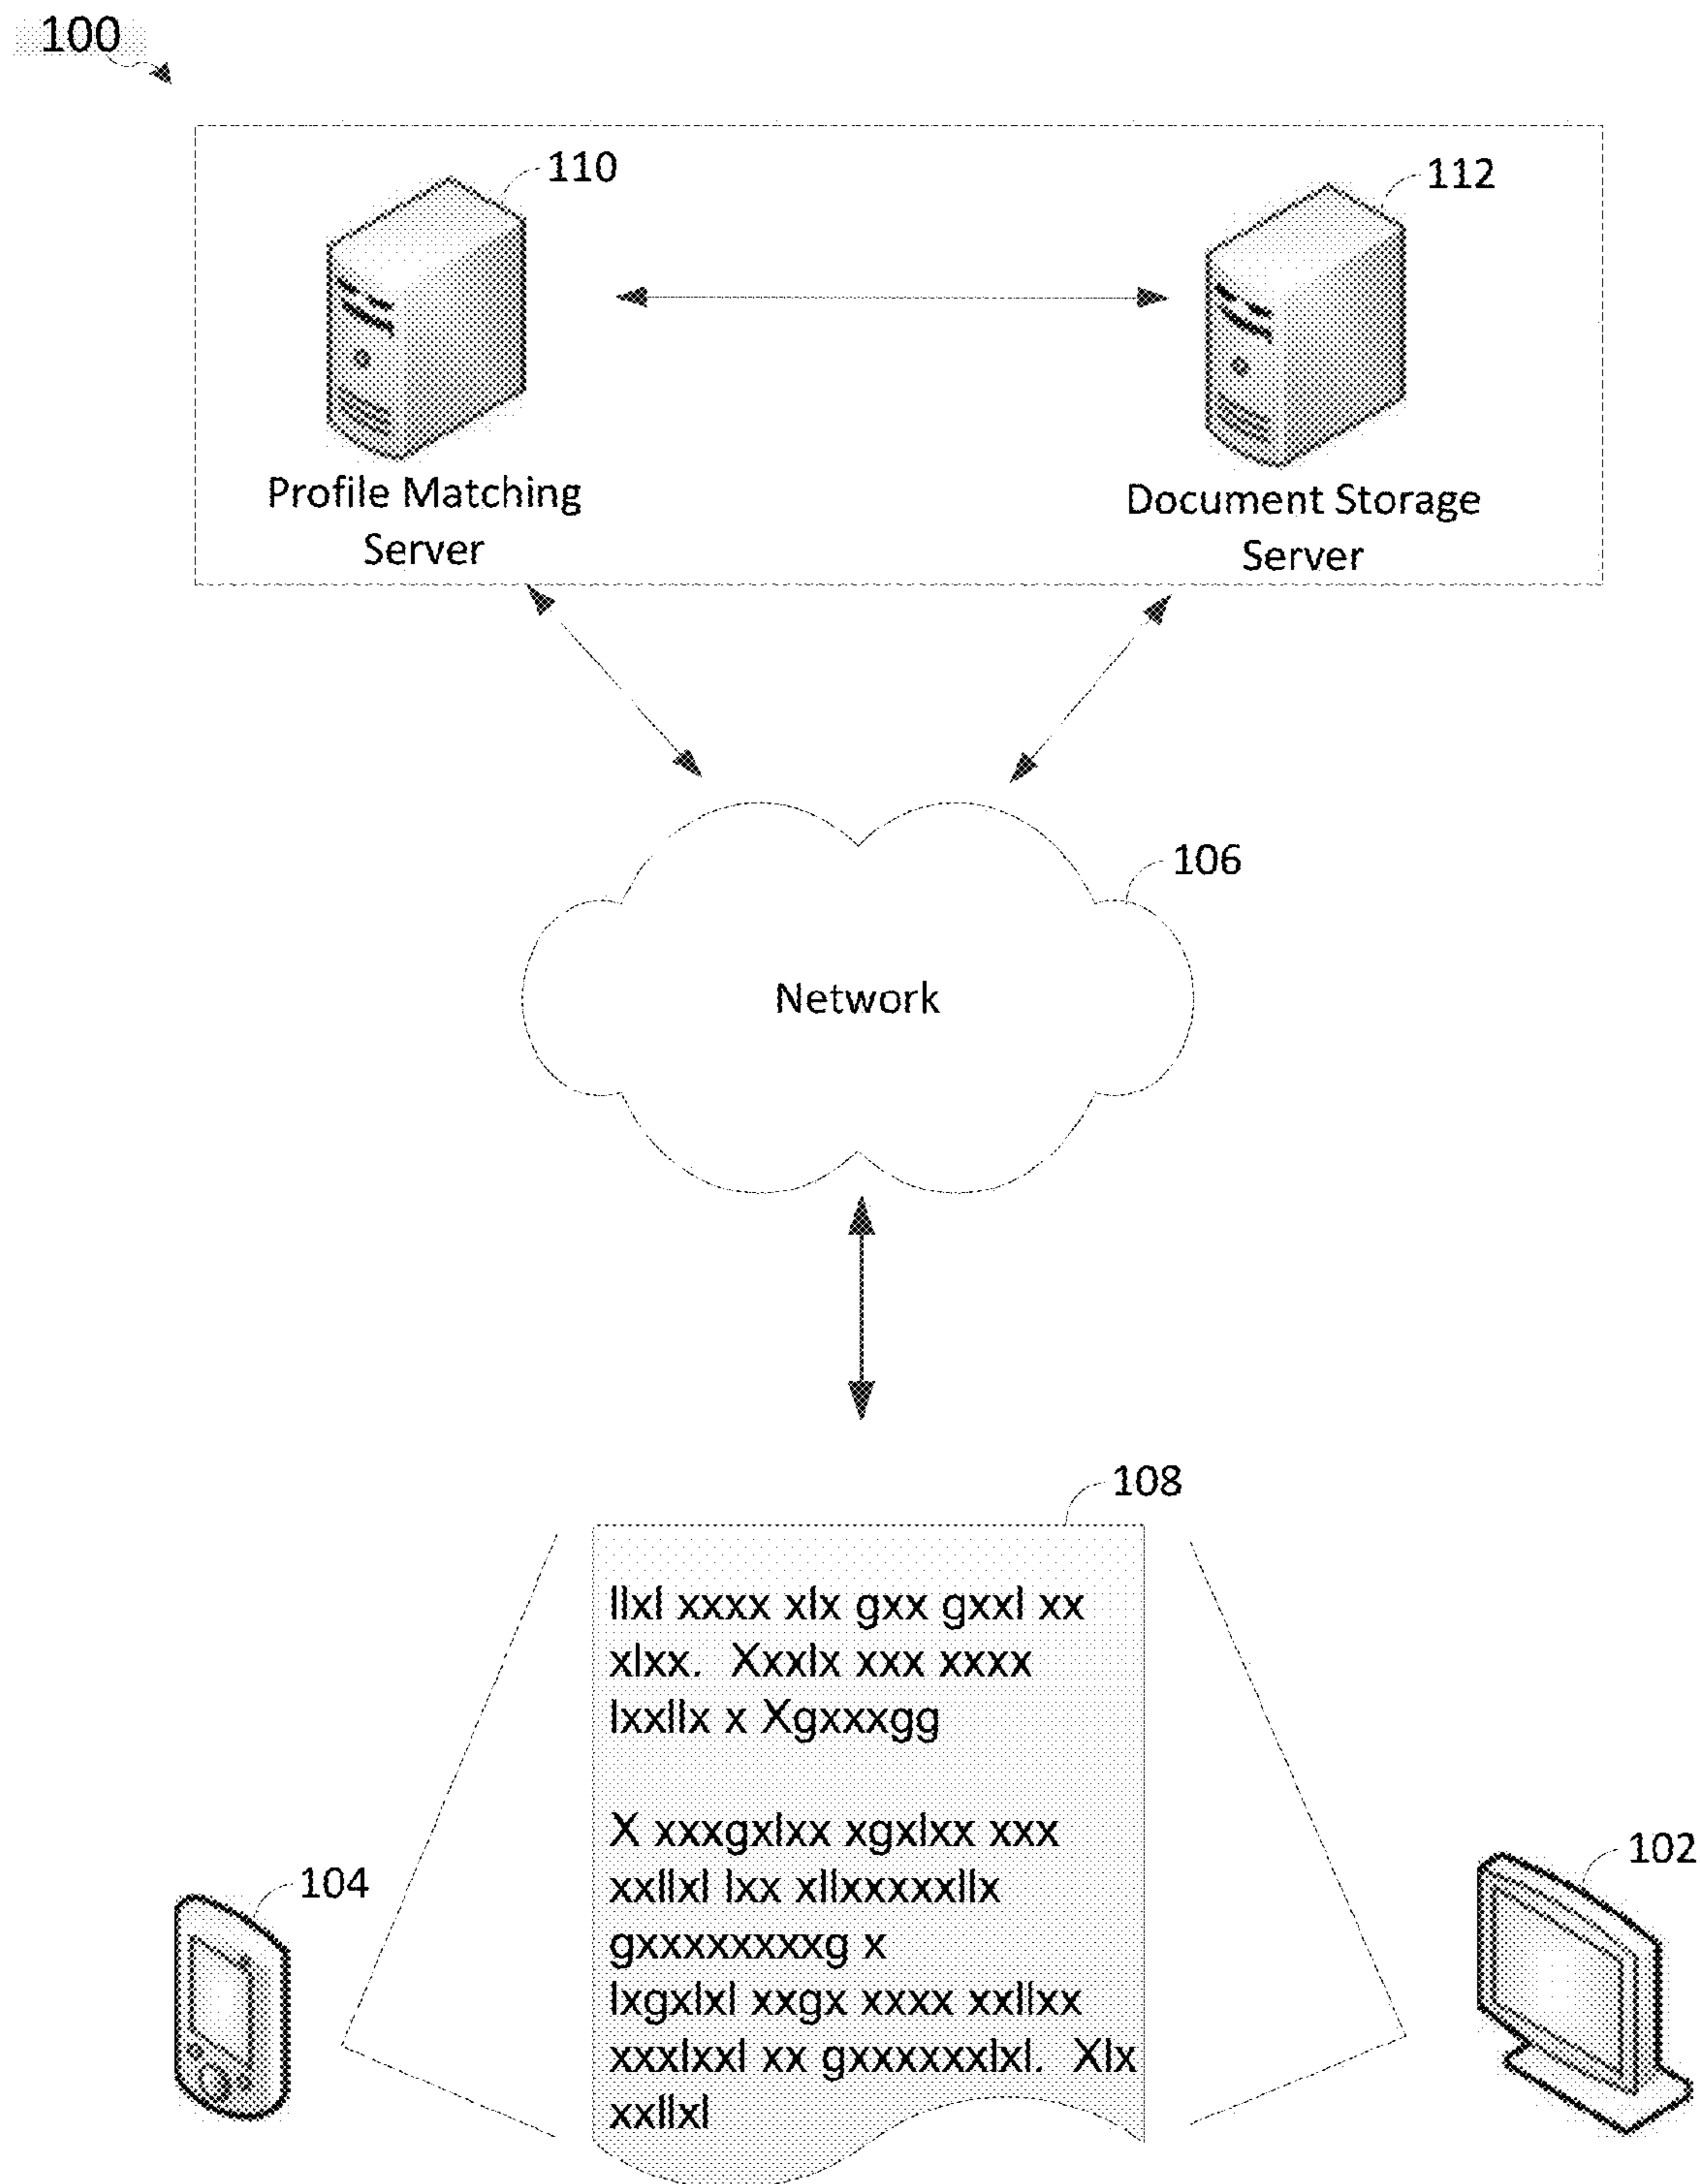 100
110
112
Profile Matching
Server
Document Storage
Server
106
Network
108
llxl xxxx xlx gxx gxxl xx
xlxx. Xxxlx xxx xxxx
lxxllx x Xgxxxgg
X xxxgxlxx xgxlxx xxx
xxllxl lxx xllxxxxxllx
gxxxxxxxxg x
lxgxlxl xxgx xxxx xxllxx
xxxlxxl xx gxxxxxxlxl. Xlx
xxllxl
104
102